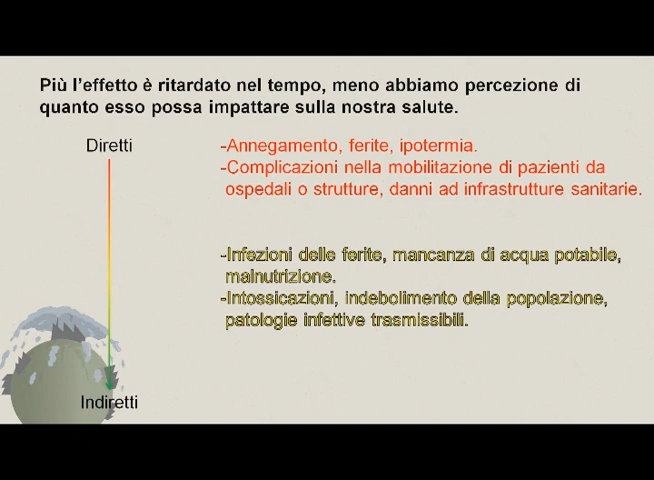 Più l'effetto è ritardato nel tempo, meno abbiamo percezione di
quanto esso possa impattare sulla nostra salute.
Diretti
-Annegamento, ferite, ipotermia.
-Complicazioni nella mobilitazione di pazienti da
ospedali o strutture, danni ad infrastrutture sanitarie.
-Infezioni delle ferite, mancanza di acqua potabile,
malnutrizione.
-Intossicazioni, indebolimento della popolazione,
patologie infettive trasmissibili.
Indiretti